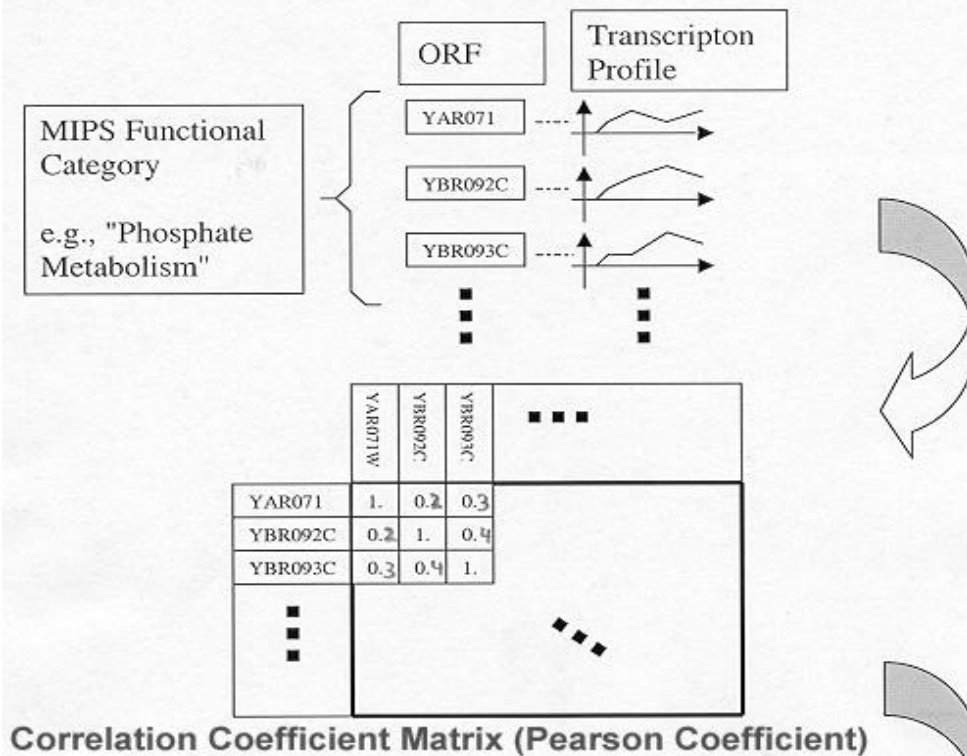 ORF
Transcripton
Profile
MIPS Functional
Category
e.g., "Phosphate
Metabolism"
YAR071
YBR092C
YBR093C
YAR071W
YBR092C
YBR093C
YAR071 1. 0.2 0.3
YBR092C 0.2 1. 0.4
YBR093C 0.3 0.4 1.
Correlation Coefficient Matrix (Pearson Coefficient)